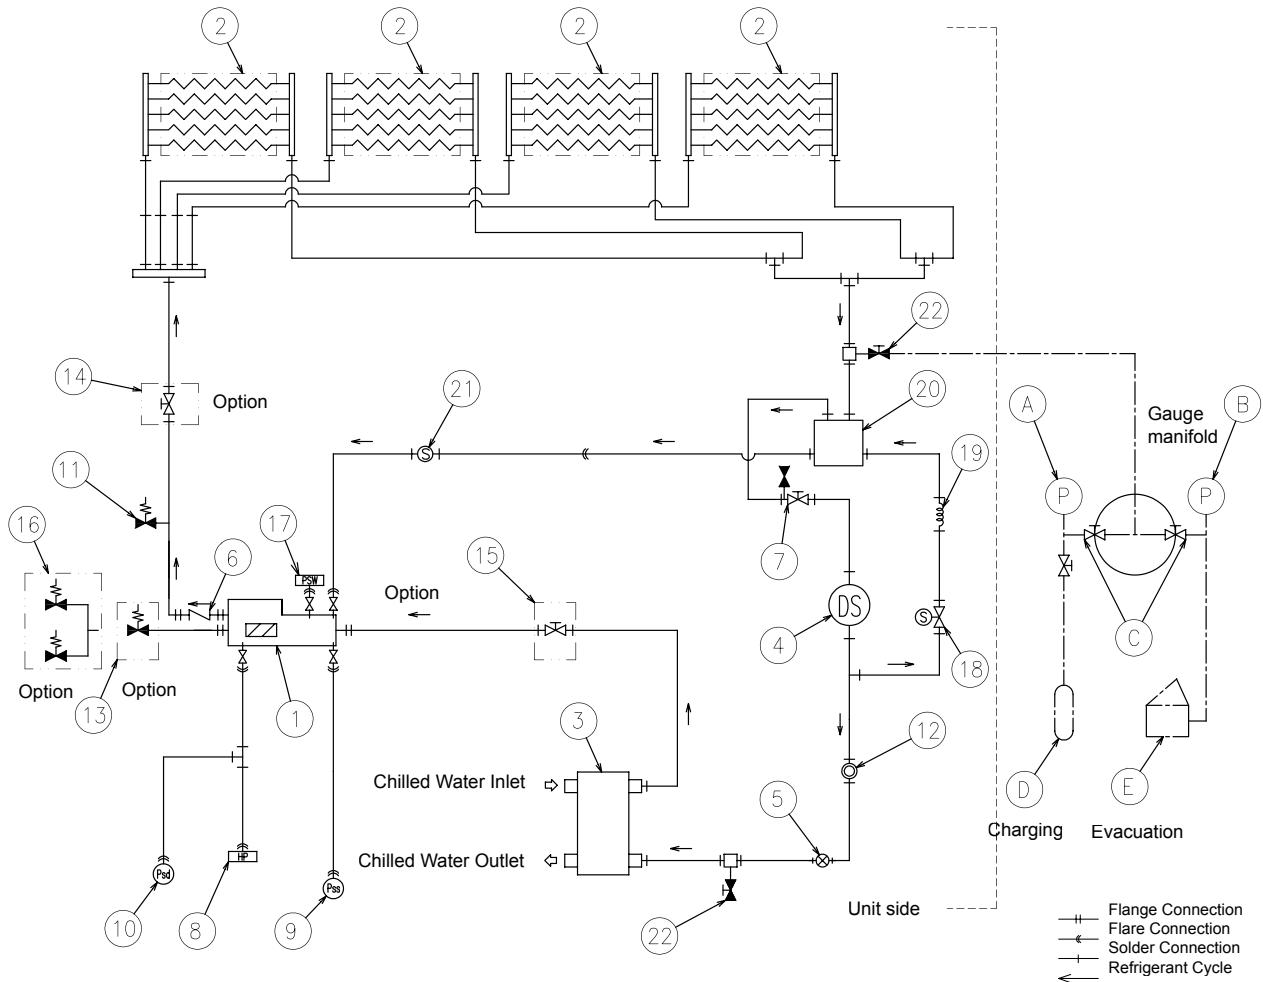 2
2
2
2
22
14
Option
21
20
A
Gauge
manifold
B
19
P
P
11
S
16
17
6
PSW
15
7
Option
DS
S
4
C
18
Option
Option
13
1
3
12
Chilled Water Inlet
5
D
E
Charging
Evacuation
Chilled Water Outlet
HP
Psd
Pss
10
8
9
22
Unit side
Flange Connection
Flare Connection
Solder Connection
Refrigerant Cycle